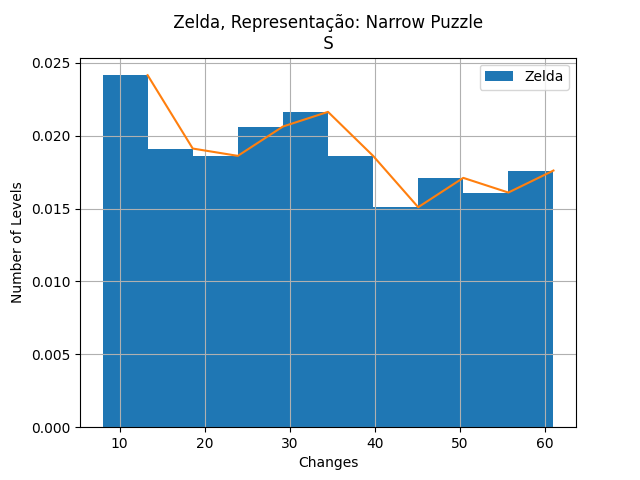 Zelda, Representação: Narrow Puzzle
S
Zelda
Number of Levels
0.025
0.020
0.015
0.010
0.005
0.000
10 20 30 40 50 60
Changes